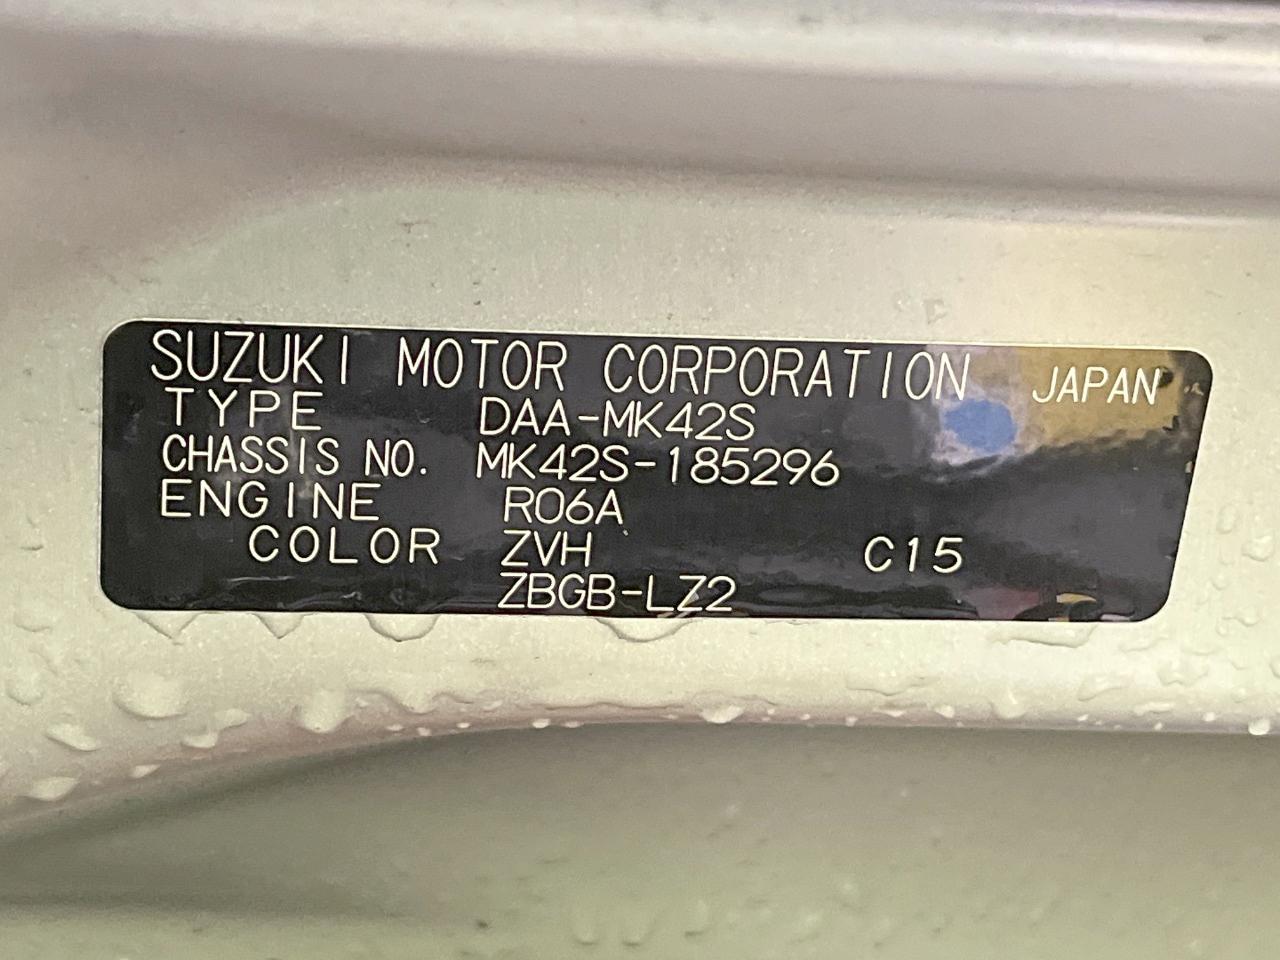 SUZUKI MOTOR CORPORATION JAPAN
TYPE DAA-MK42S
CHASSIS NO. MK42S-185296
ENGINE R06A
COLOR ZVH C15
ZBGB-LZ2